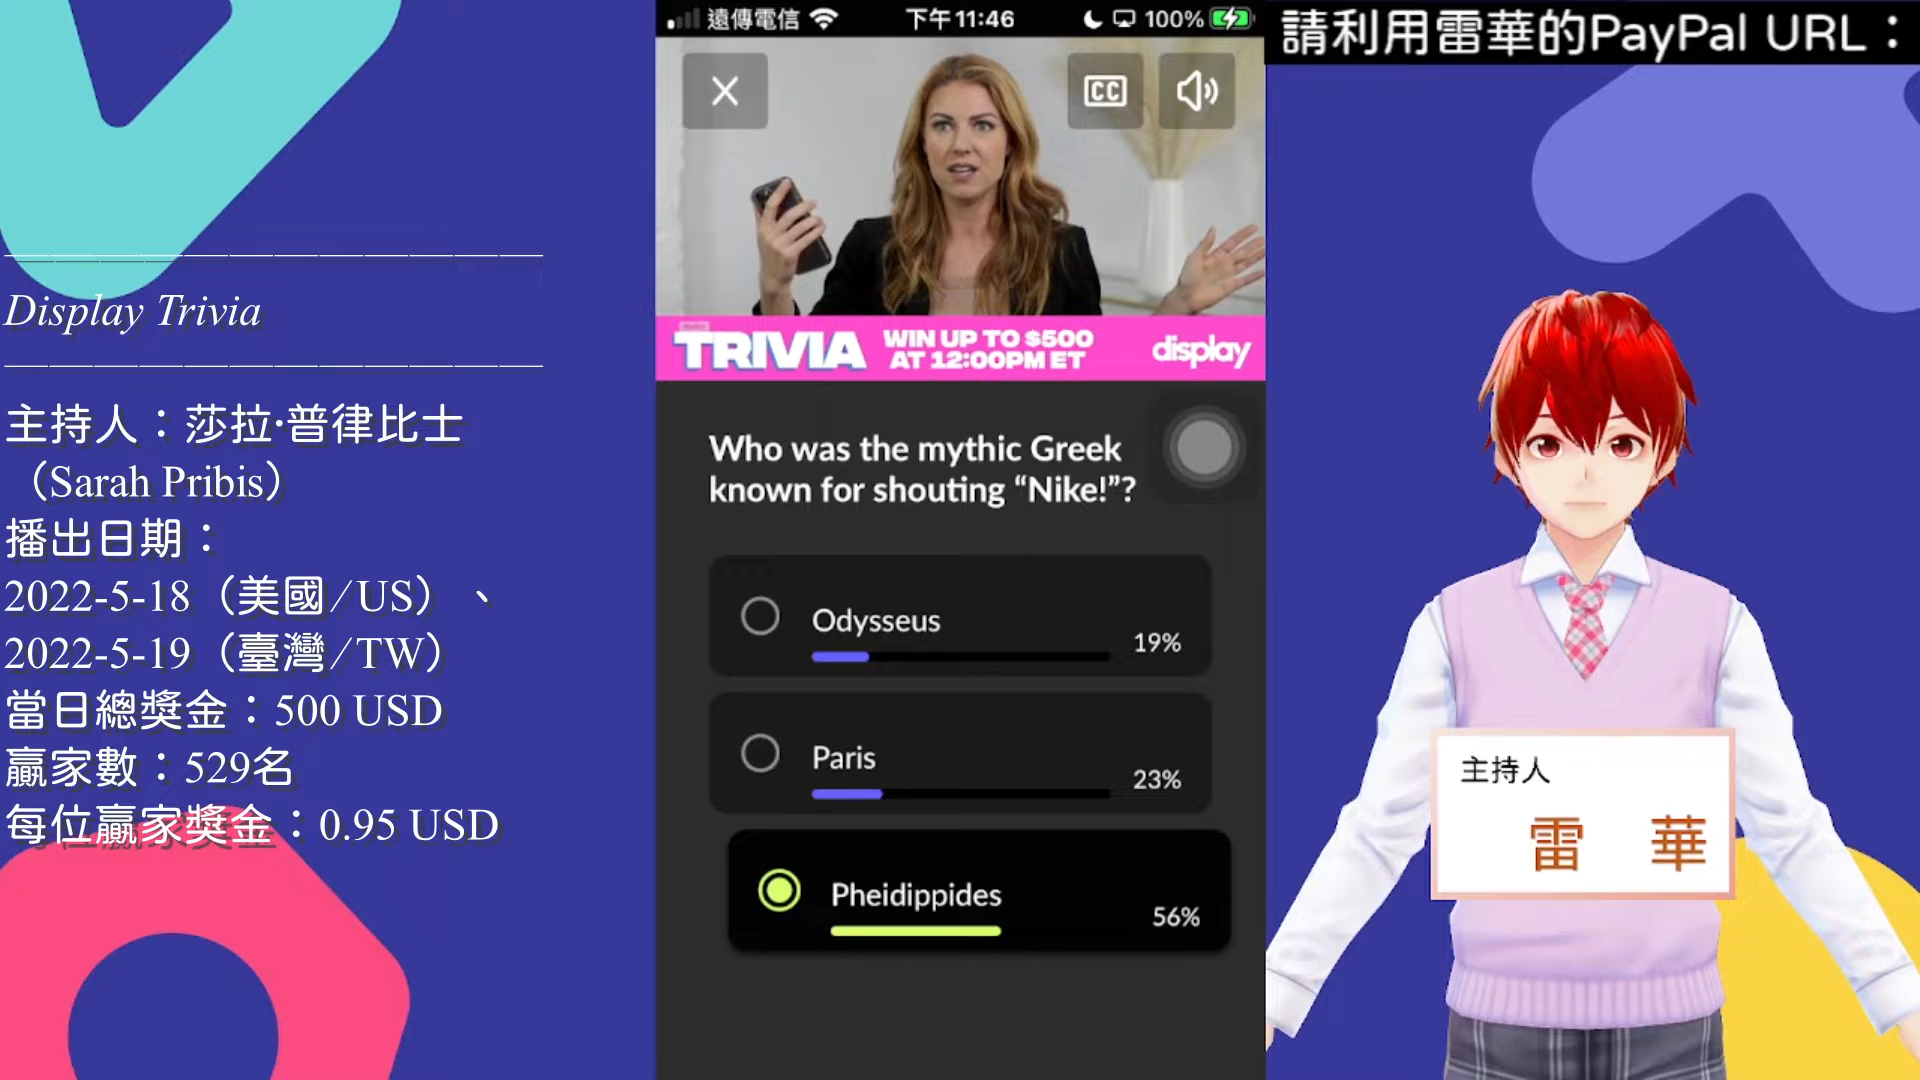 Display Trivia
主持人：莎拉·普律比士
（Sarah Pribis）
播出日期：
2022-5-18（美國/US）、
2022-5-19（臺灣/TW）
當日總獎金：500 USD
贏家數：529名
每位贏家獎金：0.95 USD
遠傳電信
下午11:46
100%
CC
TRIVIA
WIN UP TO $500
AT 12:00PM ET
display
Who was the mythic Greek
known for shouting “Nike!”?
Odysseus
19%
Paris
23%
Pheidippides
56%
請利用雷華的PayPal URL：
主持人
雷 華